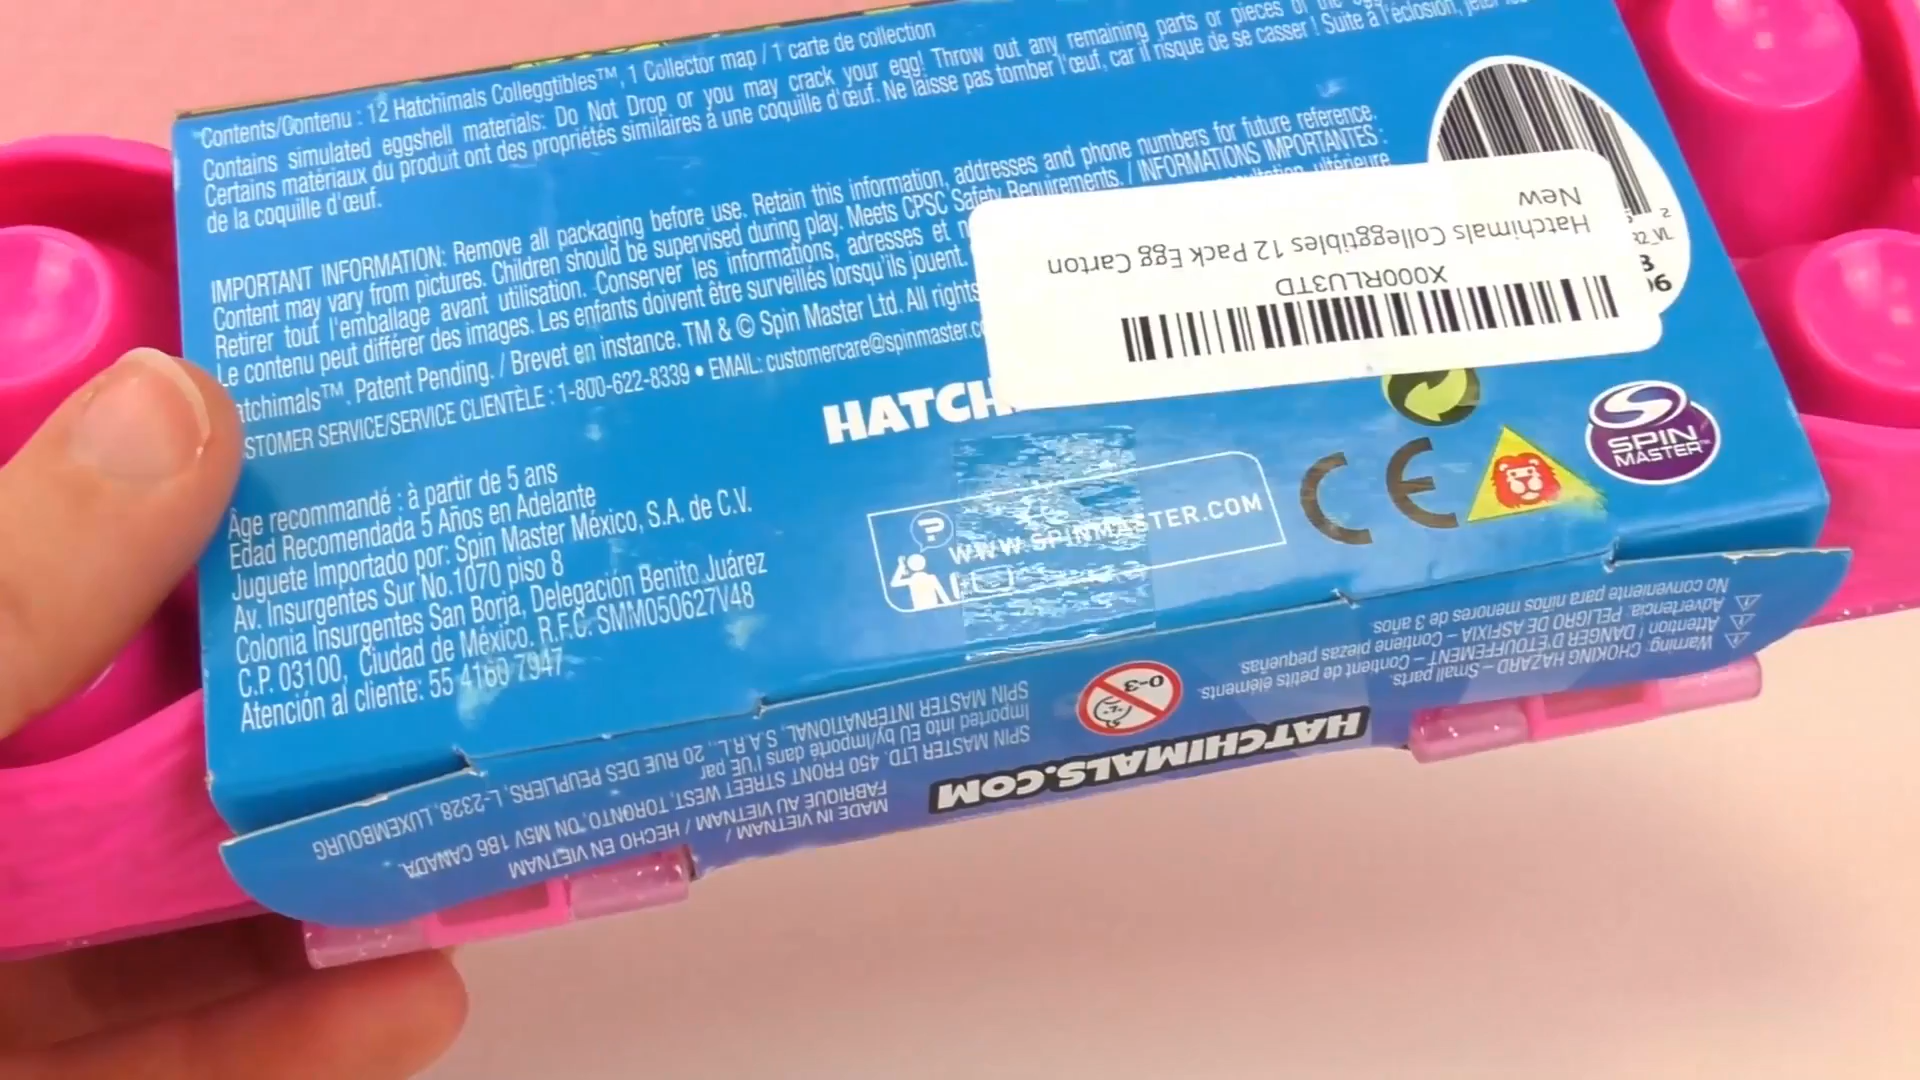 Contents/Contenu : 12 Hatchimals Colleggtibles™, 1 Collector map / 1 carte de collection
Contains simulated eggshell materials: Do Not Drop or you may crack your egg! Throw out any remaining parts or pieces of the
Certains matériaux du produit ont des propriétés similaires à une coquille d'œuf. Ne laisse pas tomber l'œuf, car il risque de se casser ! Suite à l'éclosion,
de la coquille d'œuf.
IMPORTANT INFORMATION: Remove all packaging before use. Retain this information, addresses and phone numbers for future reference.
Content may vary from pictures. Children should be supervised during play. Meets CPSC Safety Requirements. / INFORMATIONS IMPORTANTES :
Retirer tout l'emballage avant utilisation. Conserver les informations, adresses et ultérieure
Le contenu peut différer des images. Les enfants doivent être surveillés lorsqu'ils jouent.
atchimals™. Patent Pending. / Brevet en instance. TM & © Spin Master Ltd. All rights
STOMER SERVICE/SERVICE CLIENTÈLE : 1-800-622-8339 • EMAIL: customercare@spinmaster.c
HATCH
Âge recommandé : à partir de 5 ans
Edad Recomendada 5 Años en Adelante
Juguete Importado por: Spin Master México, S.A. de C.V.
Av. Insurgentes Sur No.1070 piso 8
Colonia Insurgentes San Borja, Delegación Benito Juárez
C.P. 03100, Ciudad de México. R.F.C. SMM050627V48
Atención al cliente: 55 4160 7947
WWW.SPINMASTER.COM
CE
SPIN
MASTER™
X000RLU3TD
Hatchimals Colleggtibles 12 Pack Egg Carton
New
HATCHIMALS.COM
0-3
Warning: CHOKING HAZARD – Small parts.
Attention ! DANGER D'ÉTOUFFEMENT – Contient de petits éléments.
Advertencia: PELIGRO DE ASFIXIA – Contiene piezas pequeñas.
No conveniente para niños menores de 3 años.
MADE IN VIETNAM /
FABRIQUÉ AU VIETNAM / HECHO EN VIETNAM
SPIN MASTER LTD. 450 FRONT STREET WEST, TORONTO, ON M5V 1B6 CANADA
Imported into EU by/Importé dans l'UE par
SPIN MASTER INTERNATIONAL, S.A.R.L., 20 RUE DES PEUPLIERS, L-2328, LUXEMBOURG